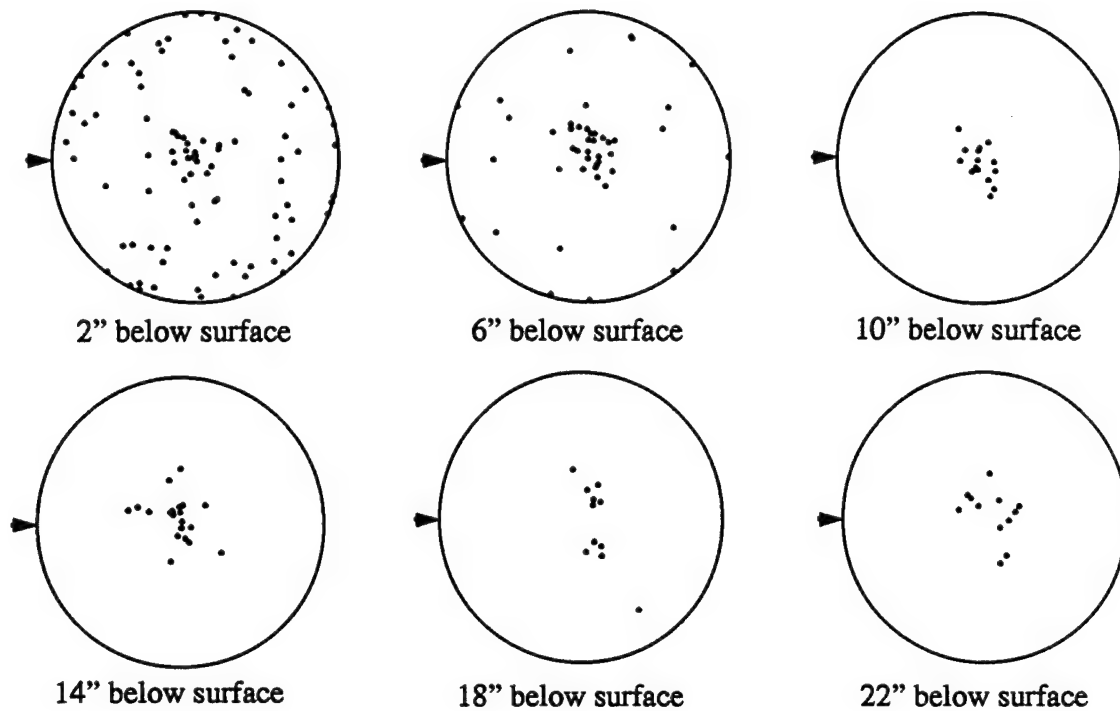 2” below surface
6” below surface
10” below surface
14” below surface
18” below surface
22” below surface